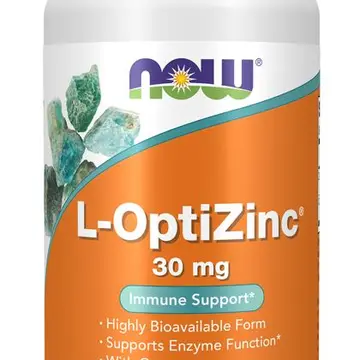 NOW®
L-OptiZinc®
30 mg
Immune Support*
• Highly Bioavailable Form
• Supports Enzyme Function*